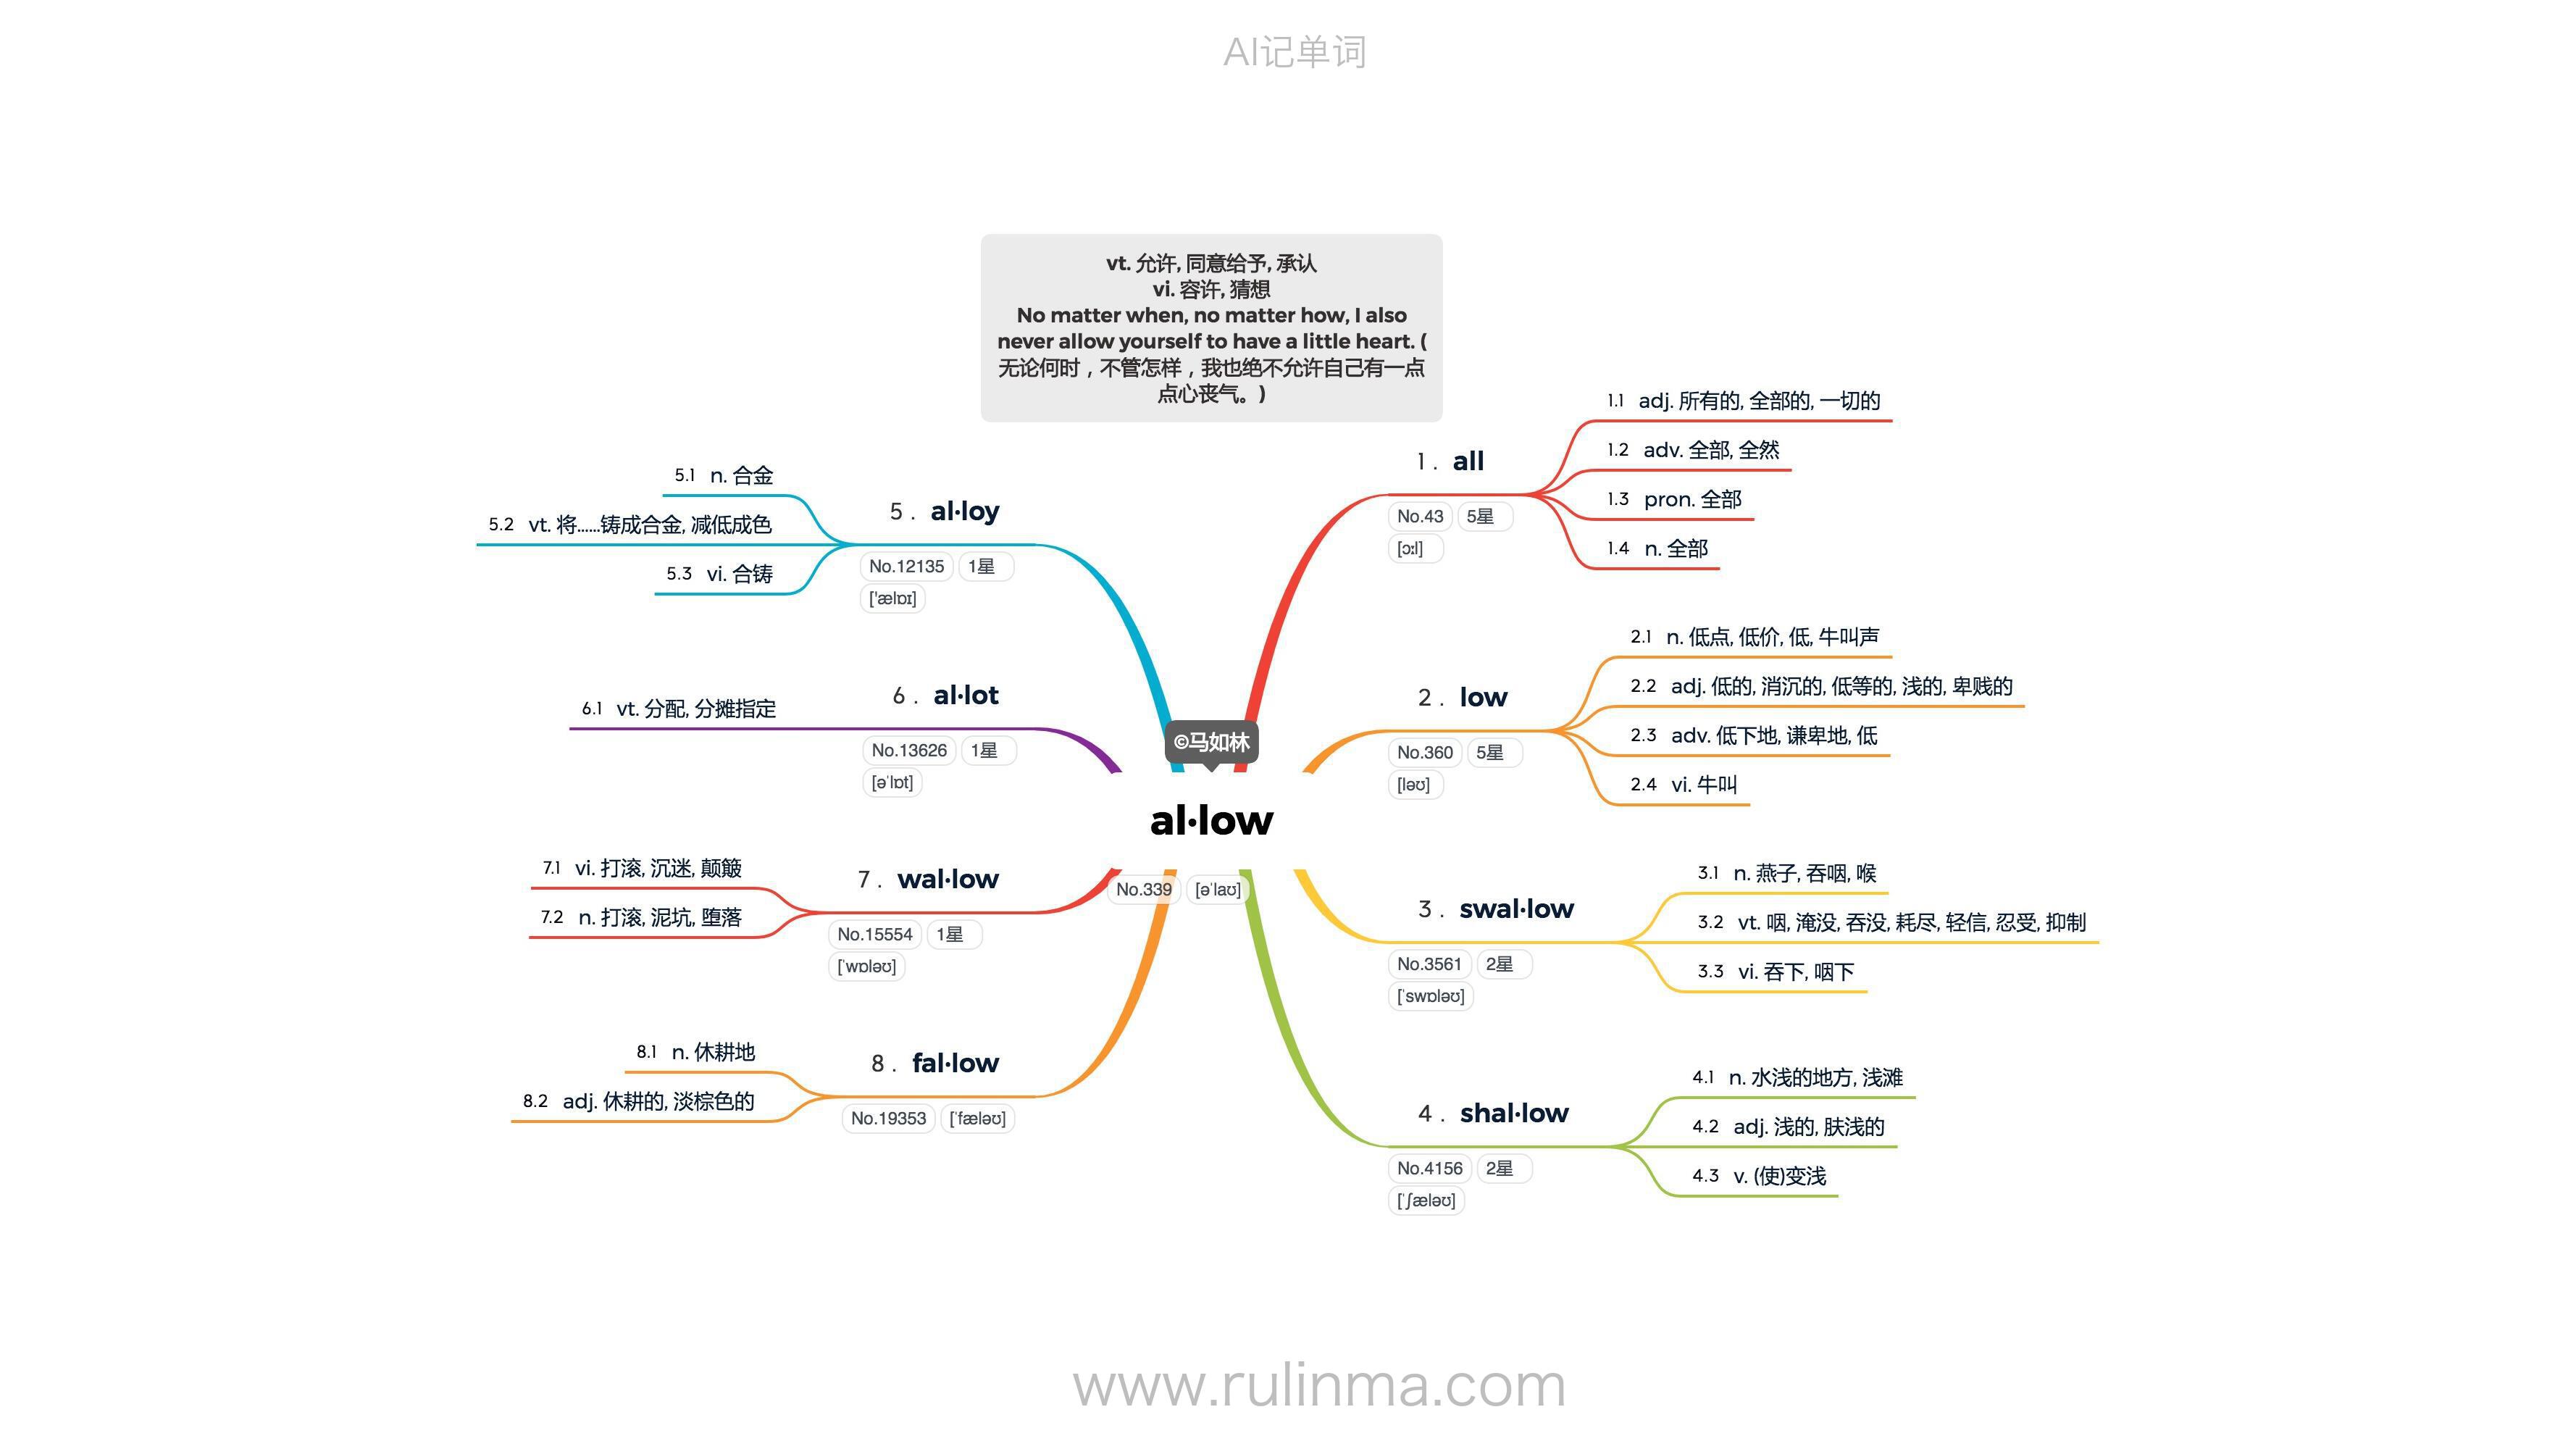 AI记单词
vt. 允许, 同意给予, 承认
vi. 容许, 猜想
No matter when, no matter how, I also
never allow yourself to have a little heart. (
无论何时，不管怎样，我也绝不允许自己有一点
点心丧气。)
©马如林
al·low
No.339 [əˈlaʊ]
1. all
No.43 5星
[ɔːl]
1.1 adj. 所有的, 全部的, 一切的
1.2 adv. 全部, 全然
1.3 pron. 全部
1.4 n. 全部
2. low
No.360 5星
[ləʊ]
2.1 n. 低点, 低价, 低, 牛叫声
2.2 adj. 低的, 消沉的, 低等的, 浅的, 卑贱的
2.3 adv. 低下地, 谦卑地, 低
2.4 vi. 牛叫
3. swal·low
No.3561 2星
[ˈswɒləʊ]
3.1 n. 燕子, 吞咽, 喉
3.2 vt. 咽, 淹没, 吞没, 耗尽, 轻信, 忍受, 抑制
3.3 vi. 吞下, 咽下
4. shal·low
No.4156 2星
[ˈʃæləʊ]
4.1 n. 水浅的地方, 浅滩
4.2 adj. 浅的, 肤浅的
4.3 v. (使)变浅
5. al·loy
No.12135 1星
['ælɒɪ]
5.1 n. 合金
5.2 vt. 将......铸成合金, 减低成色
5.3 vi. 合铸
6. al·lot
No.13626 1星
[əˈlɒt]
6.1 vt. 分配, 分摊指定
7. wal·low
No.15554 1星
[ˈwɒləʊ]
7.1 vi. 打滚, 沉迷, 颠簸
7.2 n. 打滚, 泥坑, 堕落
8. fal·low
No.19353 [ˈfæləʊ]
8.1 n. 休耕地
8.2 adj. 休耕的, 淡棕色的
www.rulinma.com